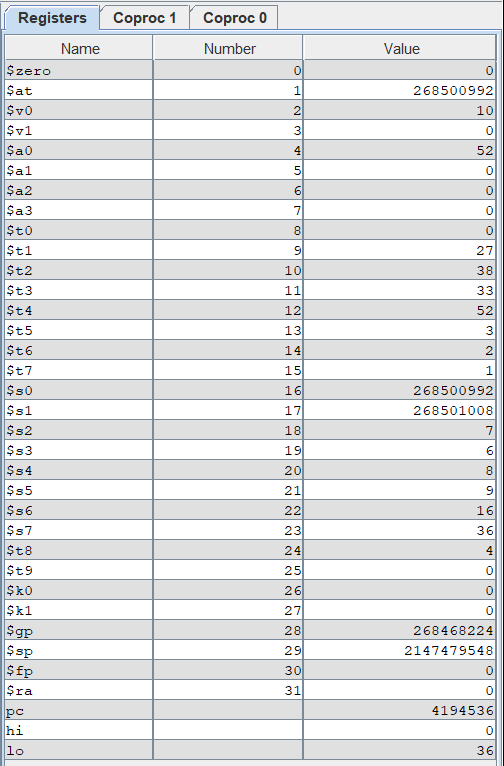 Registers Coproc 1 Coproc 0
Name Number Value
$zero 0 0
$at 1 268500992
$v0 2 10
$v1 3 0
$a0 4 52
$a1 5 0
$a2 6 0
$a3 7 0
$t0 8 0
$t1 9 27
$t2 10 38
$t3 11 33
$t4 12 52
$t5 13 3
$t6 14 2
$t7 15 1
$s0 16 268500992
$s1 17 268501008
$s2 18 7
$s3 19 6
$s4 20 8
$s5 21 9
$s6 22 16
$s7 23 36
$t8 24 4
$t9 25 0
$k0 26 0
$k1 27 0
$gp 28 268468224
$sp 29 2147479548
$fp 30 0
$ra 31 0
pc 4194536
hi 0
lo 36